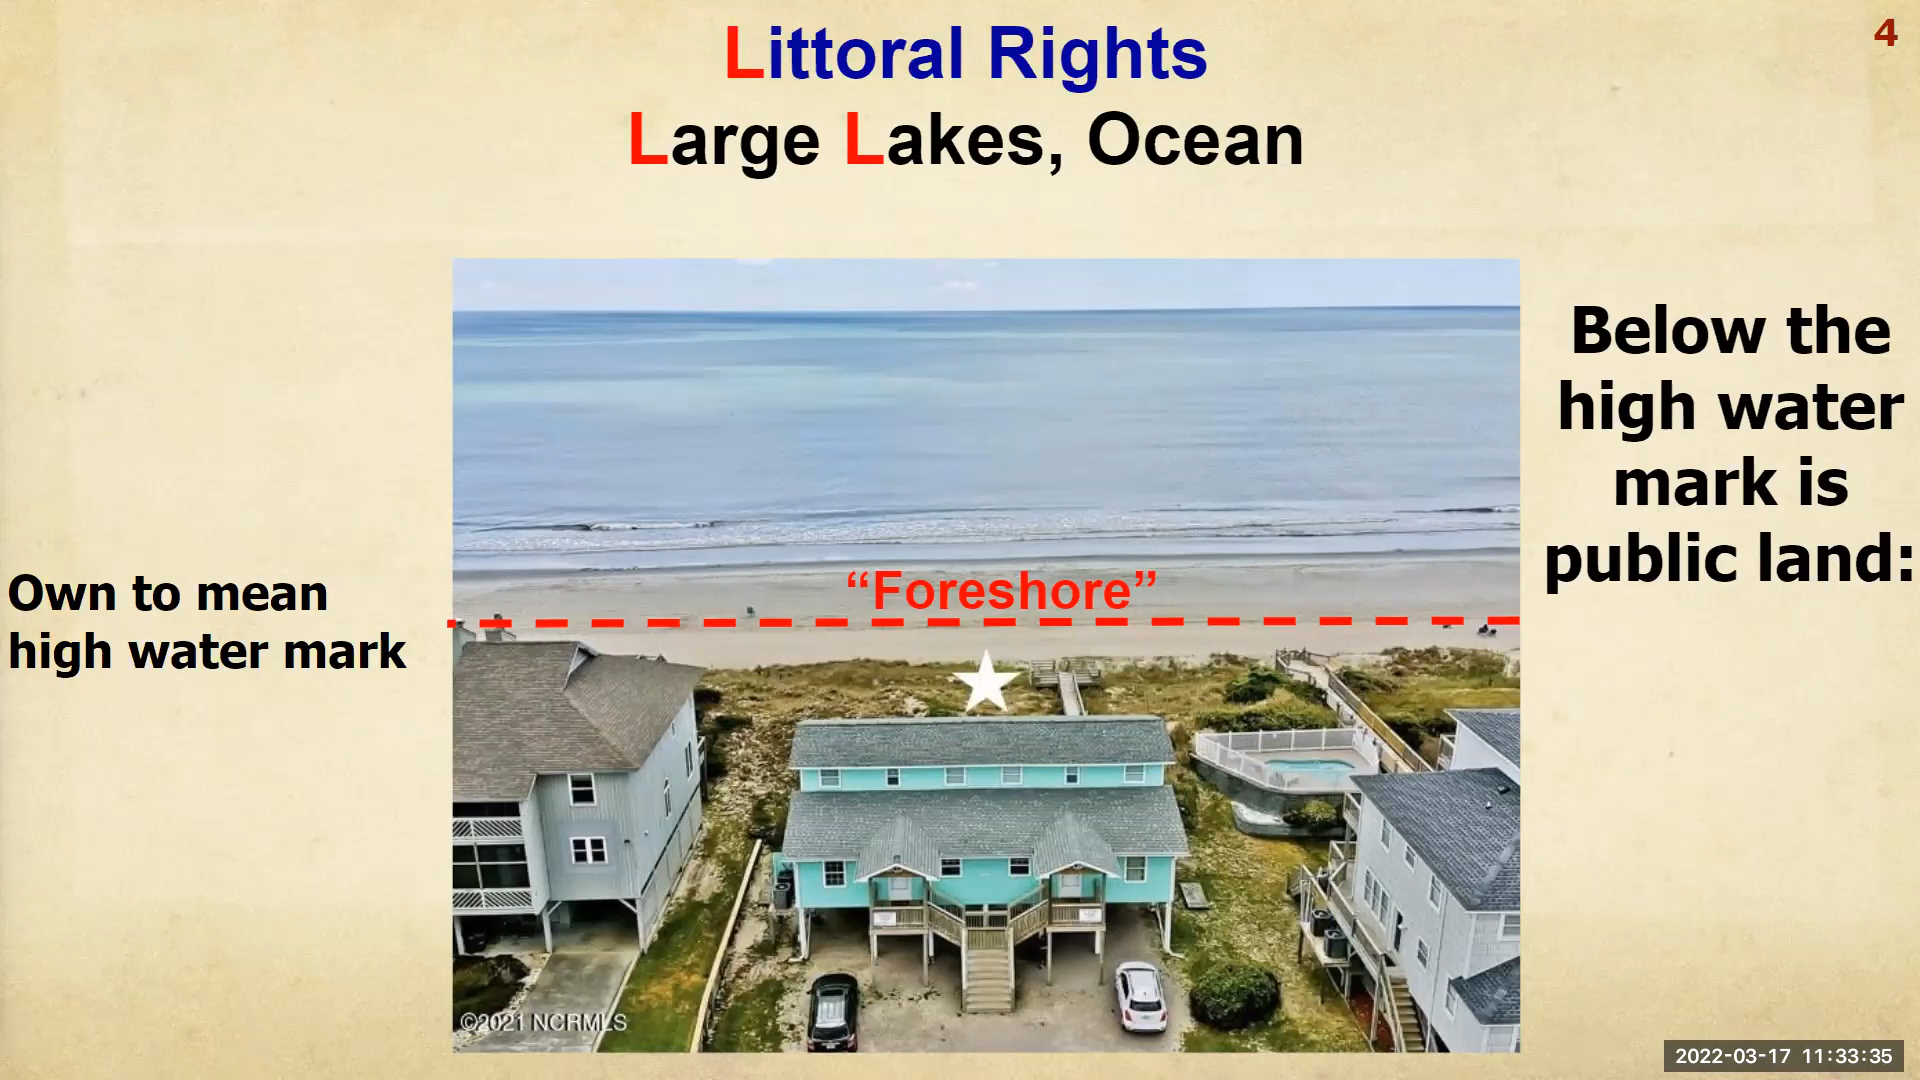 4
Littoral Rights
Large Lakes, Ocean
Below the
high water
mark is
public land:
“Foreshore”
Own to mean
high water mark
©2021 NCRMLS
2022-03-17 11:33:35